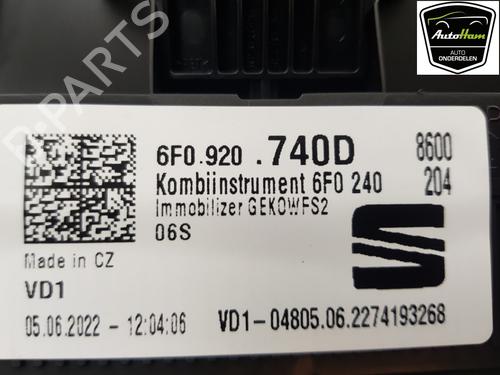 AutoHam
AUTO
ONDERDELEN
B-PARTS
6F0.920 .740D 8600
Kombiinstrument 6F0 240 204
Immobilizer GEKOWFS2
06S
Made in CZ
VD1
05.06.2022 - 12:04:06 VD1-04805.06.2274193268